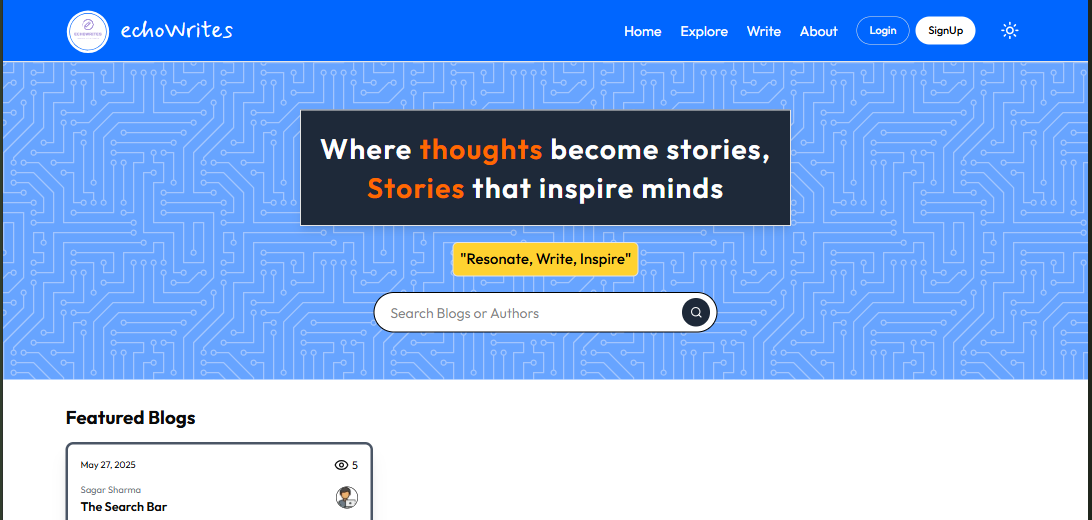 ECHOWRITES
echoWrites
Home Explore Write About Login SignUp
Where thoughts become stories,
Stories that inspire minds
"Resonate, Write, Inspire"
Search Blogs or Authors
Featured Blogs
May 27, 2025 5
Sagar Sharma
The Search Bar